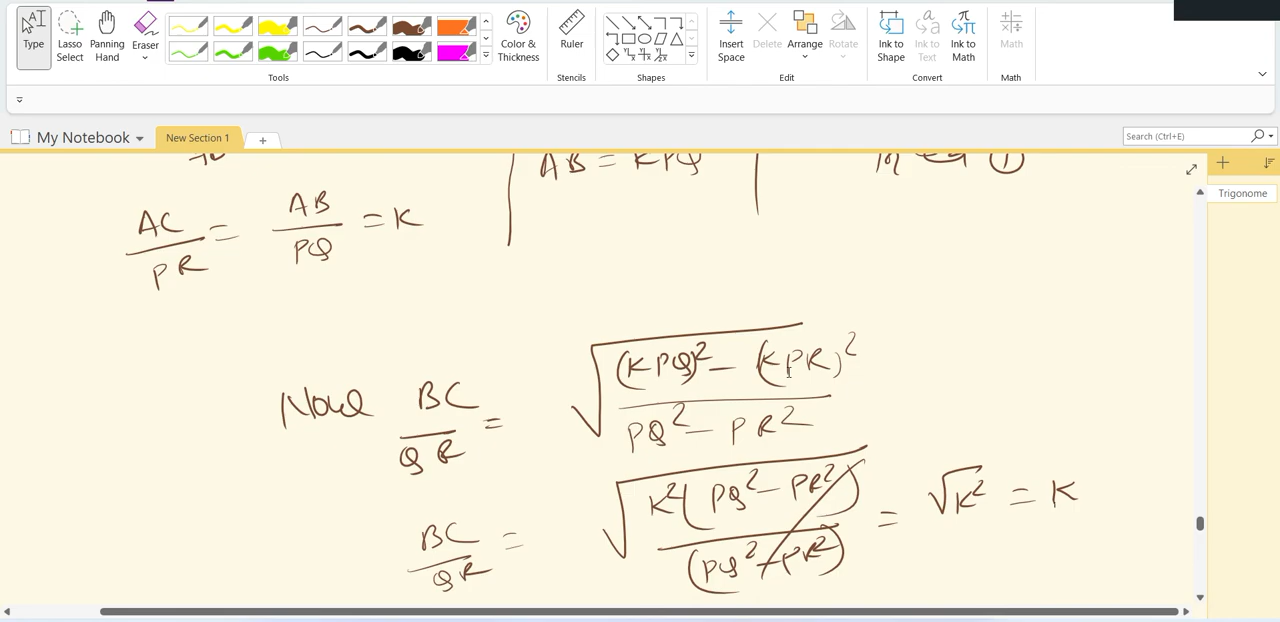 Type
Lasso Select
Panning Hand
Eraser
Color & Thickness
Ruler
Insert Space
Delete
Arrange
Rotate
Ink to Shape
Ink to Text
Ink to Math
Math
Tools
Stencils
Shapes
Edit
Convert
Math
My Notebook
New Section 1
Search (Ctrl+E)
Trigonome
AB = KPQ
AC/PR = AB/PQ = K
Now BC/QR = √((KPQ)² - (KPR)²/PQ² - PR²)
BC/QR = √(K²(PQ² - PR²)/(PQ² - PR²)) = √K² = K